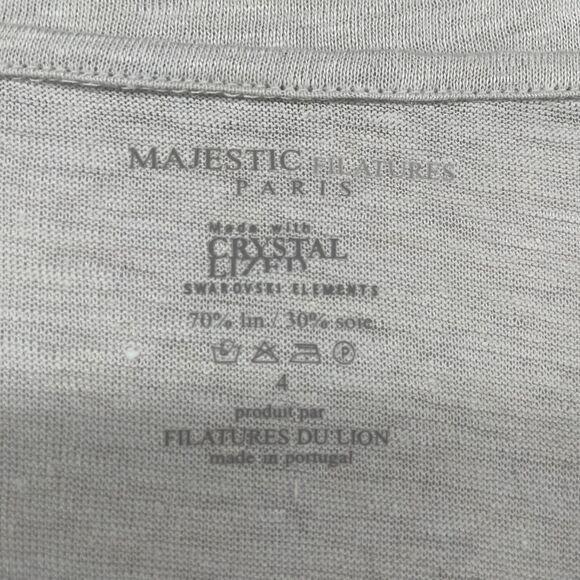 MAJESTIC FILATURES
PARIS
Made with
CRYSTAL
LIZED
SWAROVSKI ELEMENTS
70% lin / 30% soie
P
4
produit par
FILATURES DU LION
made in portugal